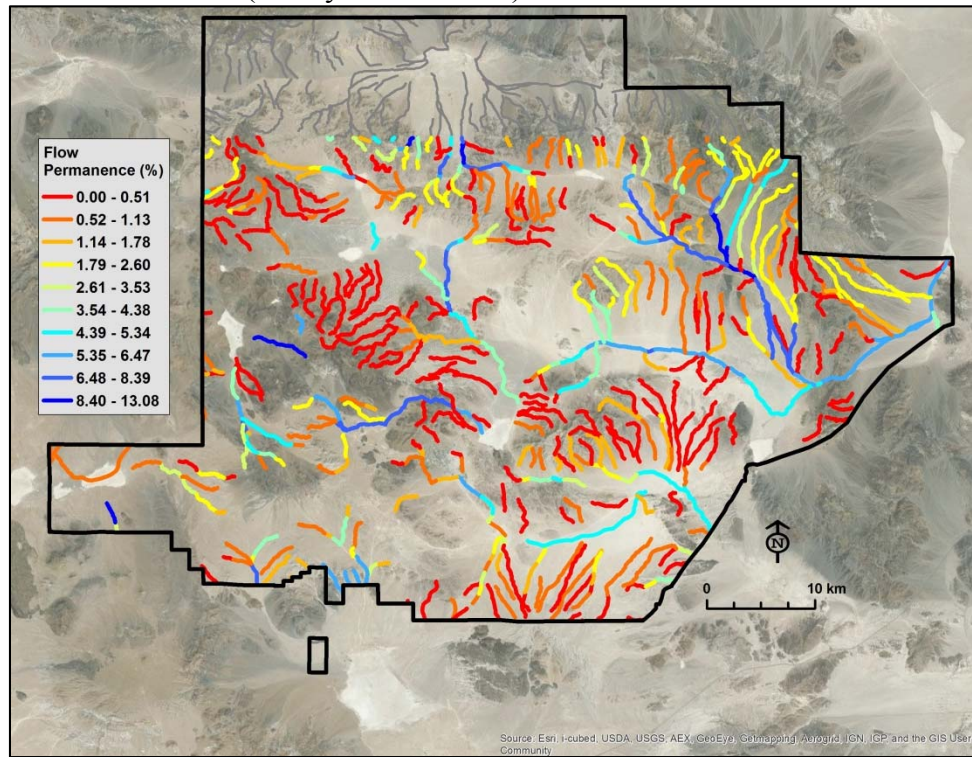 Flow
Permanence (%)
0.00 - 0.51
0.52 - 1.13
1.14 - 1.78
1.79 - 2.60
2.61 - 3.53
3.54 - 4.38
4.39 - 5.34
5.35 - 6.47
6.48 - 8.39
8.40 - 13.08
N
0 10 km
Source: Esri, i-cubed, USDA, USGS, AEX, GeoEye, Getmapping, Aerogrid, IGN, IGP, and the GIS User
Community